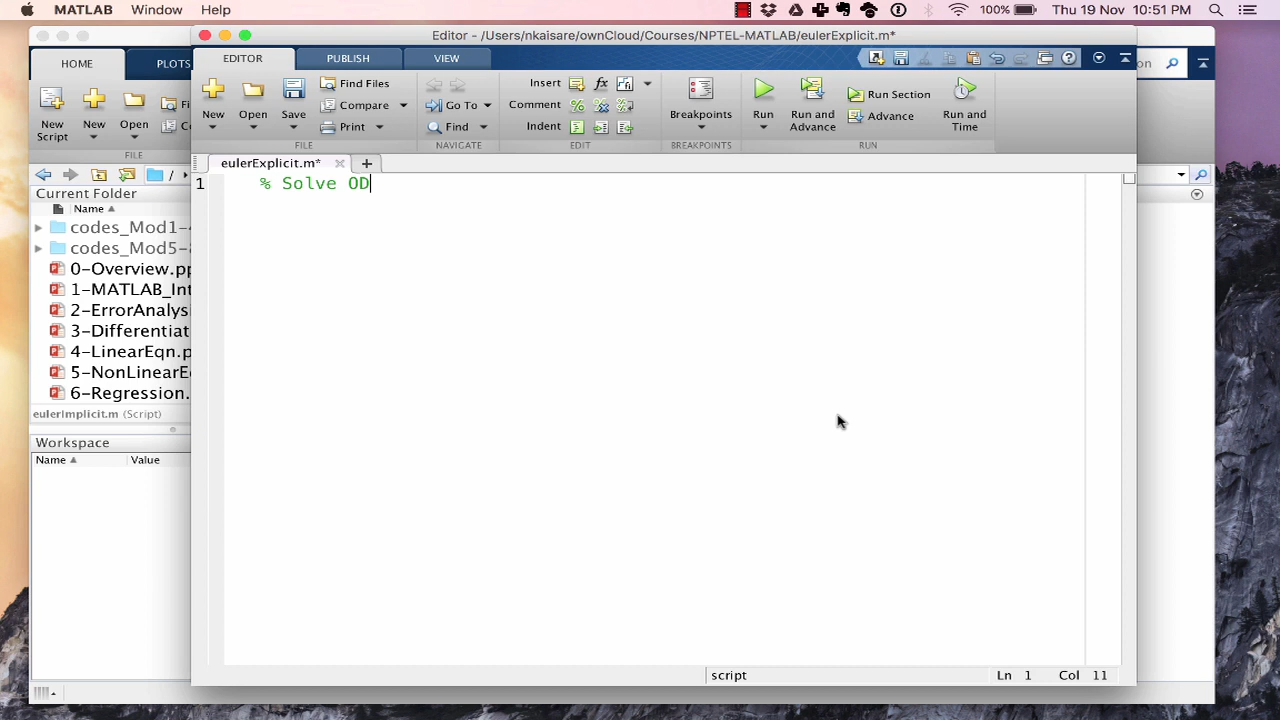 MATLAB Window Help
100% Thu 19 Nov 10:51 PM
Editor - /Users/nkaisare/ownCloud/Courses/NPTEL-MATLAB/eulerExplicit.m*
HOME PLOTS
EDITOR PUBLISH VIEW
New Script New Open
FILE
New Open Save
Find Files
Compare
Print
FILE
Go To
Find
NAVIGATE
Insert
Comment
Indent
EDIT
Breakpoints
BREAKPOINTS
Run
Run and Advance
Run Section
Advance
Run and Time
RUN
eulerExplicit.m*
1 % Solve OD
Current Folder
Name
codes_Mod1-4
codes_Mod5-8
0-Overview.pp
1-MATLAB_Int
2-ErrorAnalys
3-Differentiat
4-LinearEqn.p
5-NonLinearE
6-Regression.
eulerImplicit.m (Script)
Workspace
Name Value
script
Ln 1 Col 11